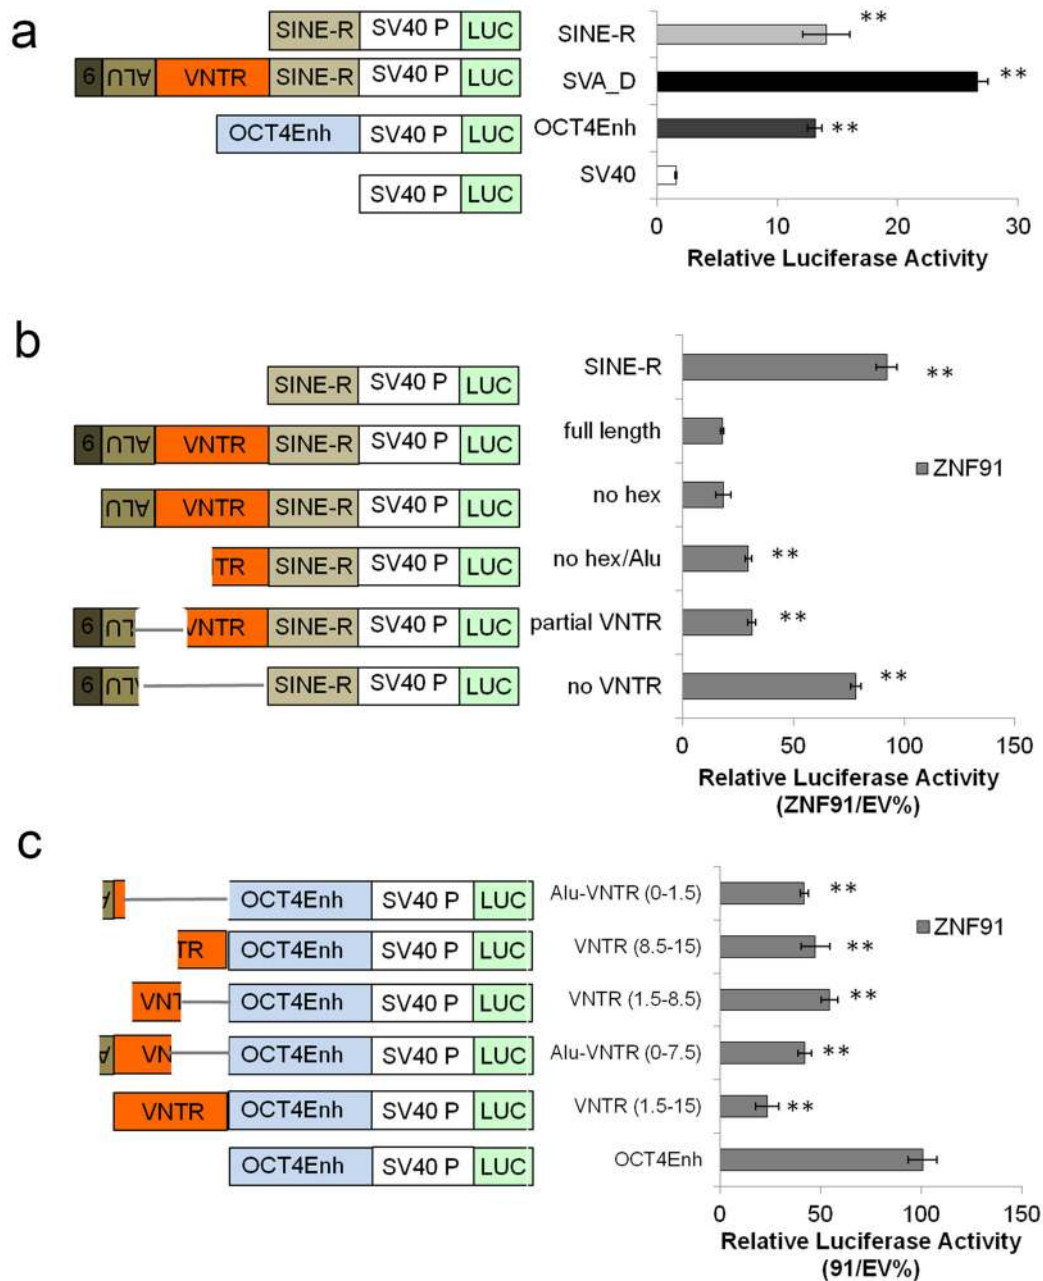 a
SINE-R SV40 P LUC
6 ALU VNTR SINE-R SV40 P LUC
OCT4Enh SV40 P LUC
SV40 P LUC
SINE-R **
SVA_D **
OCT4Enh **
SV40
0 10 20 30
Relative Luciferase Activity
b
SINE-R SV40 P LUC
6 ALU VNTR SINE-R SV40 P LUC
ALU VNTR SINE-R SV40 P LUC
TR SINE-R SV40 P LUC
6 LU VNTR SINE-R SV40 P LUC
6 ALU SINE-R SV40 P LUC
SINE-R **
full length
no hex
no hex/Alu **
partial VNTR **
no VNTR **
ZNF91
0 50 100 150
Relative Luciferase Activity
(ZNF91/EV%)
c
A OCT4Enh SV40 P LUC
TR OCT4Enh SV40 P LUC
VNT OCT4Enh SV40 P LUC
A VN OCT4Enh SV40 P LUC
VNTR OCT4Enh SV40 P LUC
OCT4Enh SV40 P LUC
Alu-VNTR (0-1.5) **
VNTR (8.5-15) **
VNTR (1.5-8.5) **
Alu-VNTR (0-7.5) **
VNTR (1.5-15) **
OCT4Enh
ZNF91
0 50 100 150
Relative Luciferase Activity
(91/EV%)